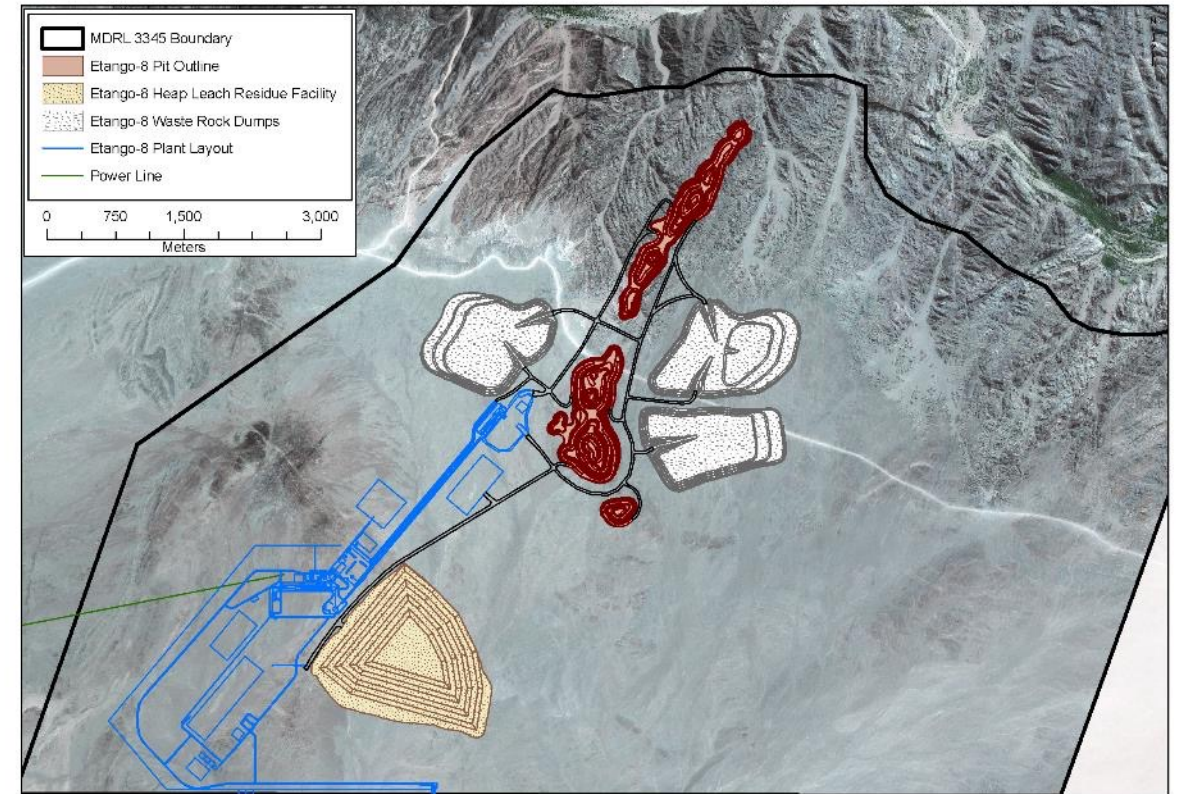 MDRL 3345 Boundary
Etango-8 Pit Outline
Etango-8 Heap Leach Residue Facility
Etango-8 Waste Rock Dumps
Etango-8 Plant Layout
Power Line
0 750 1,500 3,000
Meters